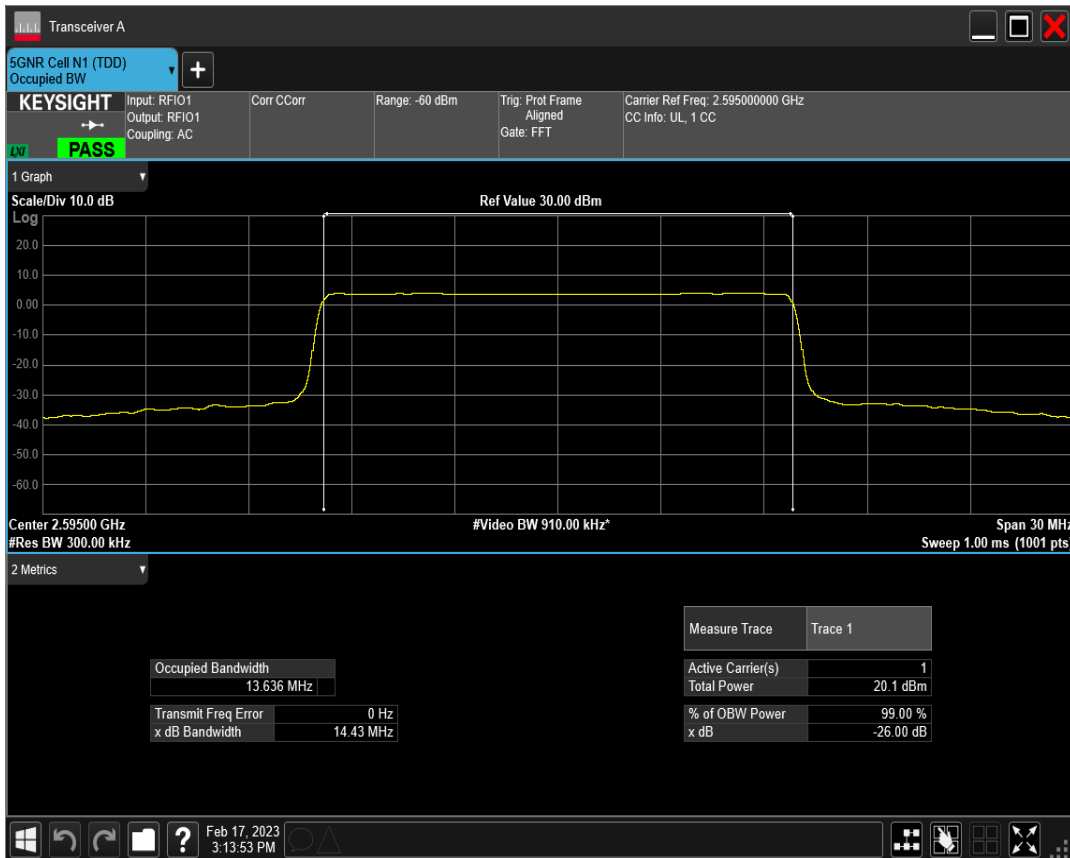 Transceiver A
5GNR Cell N1 (TDD)
Occupied BW
KEYSIGHT
Input: RFIO1
Output: RFIO1
Coupling: AC
Corr CCorr
Range: -60 dBm
Trig: Prot Frame
Aligned
Gate: FFT
Carrier Ref Freq: 2.595000000 GHz
CC Info: UL, 1 CC
LXI
PASS
1 Graph
Scale/Div 10.0 dB
Ref Value 30.00 dBm
Log
20.0
10.0
0.00
-10.0
-20.0
-30.0
-40.0
-50.0
-60.0
Center 2.59500 GHz
#Video BW 910.00 kHz*
Span 30 MHz
#Res BW 300.00 kHz
Sweep 1.00 ms (1001 pts)
2 Metrics
Measure Trace Trace 1
Occupied Bandwidth
13.636 MHz
Active Carrier(s) 1
Total Power 20.1 dBm
Transmit Freq Error 0 Hz
x dB Bandwidth 14.43 MHz
% of OBW Power 99.00 %
x dB -26.00 dB
?
Feb 17, 2023
3:13:53 PM